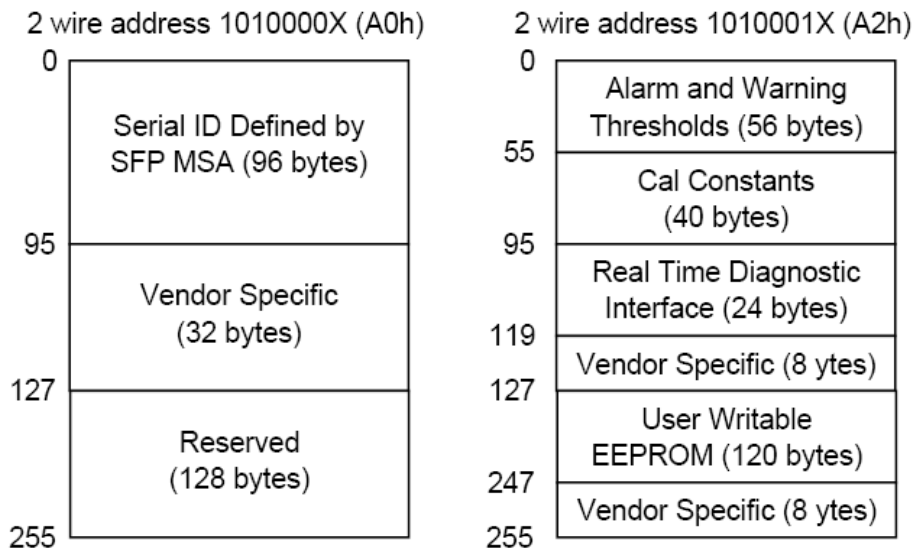 2 wire address 1010000X (A0h)
0
Serial ID Defined by
SFP MSA (96 bytes)
95
Vendor Specific
(32 bytes)
127
Reserved
(128 bytes)
255
2 wire address 1010001X (A2h)
0
Alarm and Warning
Thresholds (56 bytes)
55
Cal Constants
(40 bytes)
95
Real Time Diagnostic
Interface (24 bytes)
119
Vendor Specific (8 ytes)
127
User Writable
EEPROM (120 bytes)
247
Vendor Specific (8 ytes)
255